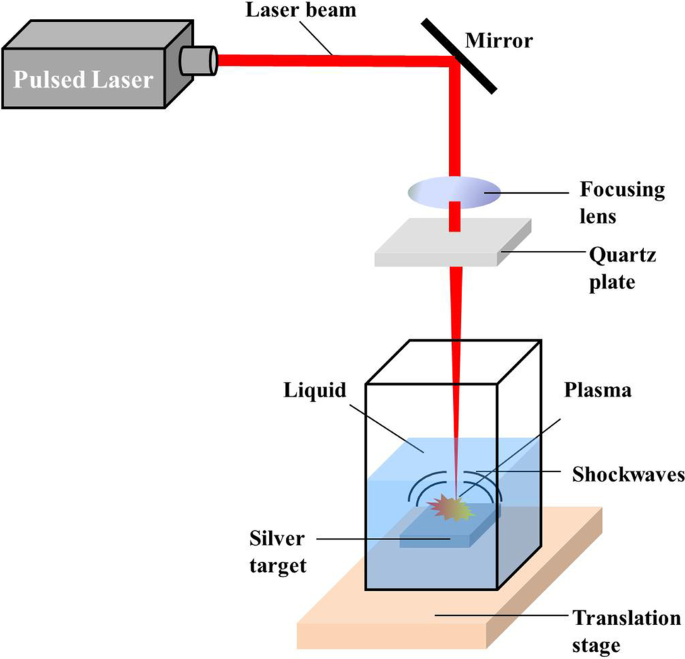 Laser beam
Mirror
Pulsed Laser
Focusing
lens
Quartz
plate
Liquid
Plasma
Shockwaves
Silver
target
Translation
stage